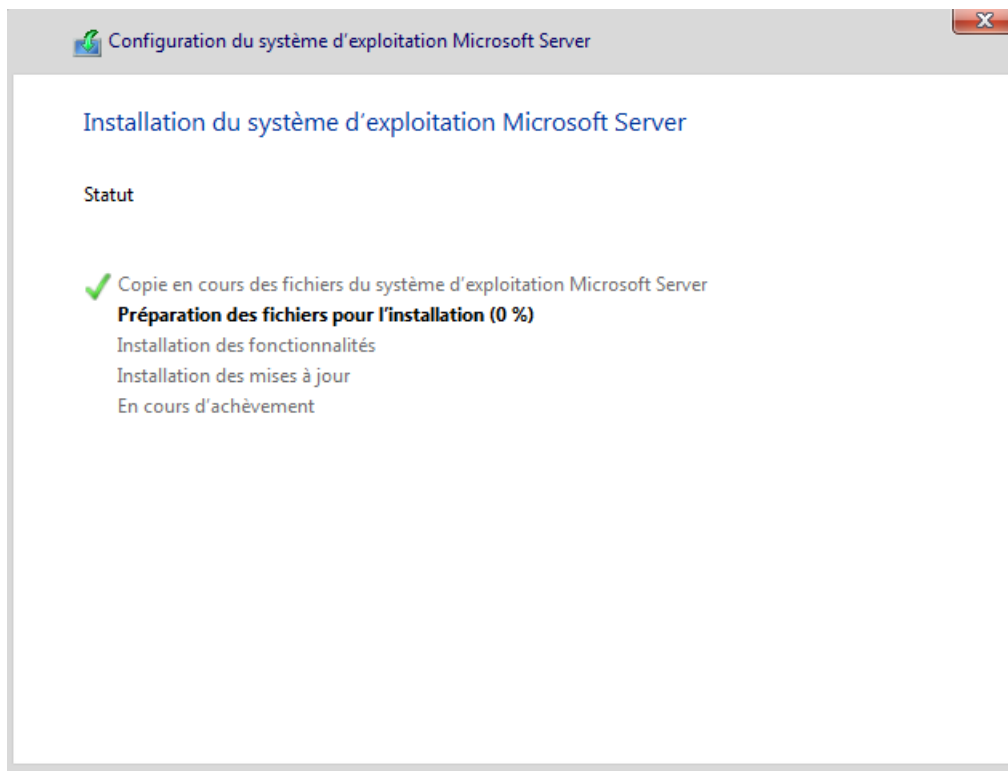 Configuration du système d'exploitation Microsoft Server
Installation du système d'exploitation Microsoft Server
Statut
Copie en cours des fichiers du système d'exploitation Microsoft Server
Préparation des fichiers pour l'installation (0 %)
Installation des fonctionnalités
Installation des mises à jour
En cours d'achèvement